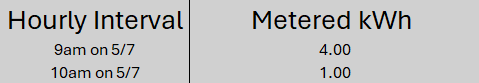 Hourly Interval Metered kWh
9am on 5/7 4.00
10am on 5/7 1.00